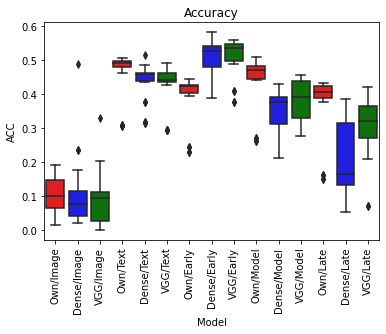 Accuracy
0.6
0.5
0.4
0.3
0.2
0.1
0.0
ACC
Own/Image
Dense/Image
VGG/Image
Own/Text
Dense/Text
VGG/Text
Own/Early
Dense/Early
VGG/Early
Own/Model
Dense/Model
VGG/Model
Own/Late
Dense/Late
VGG/Late
Model